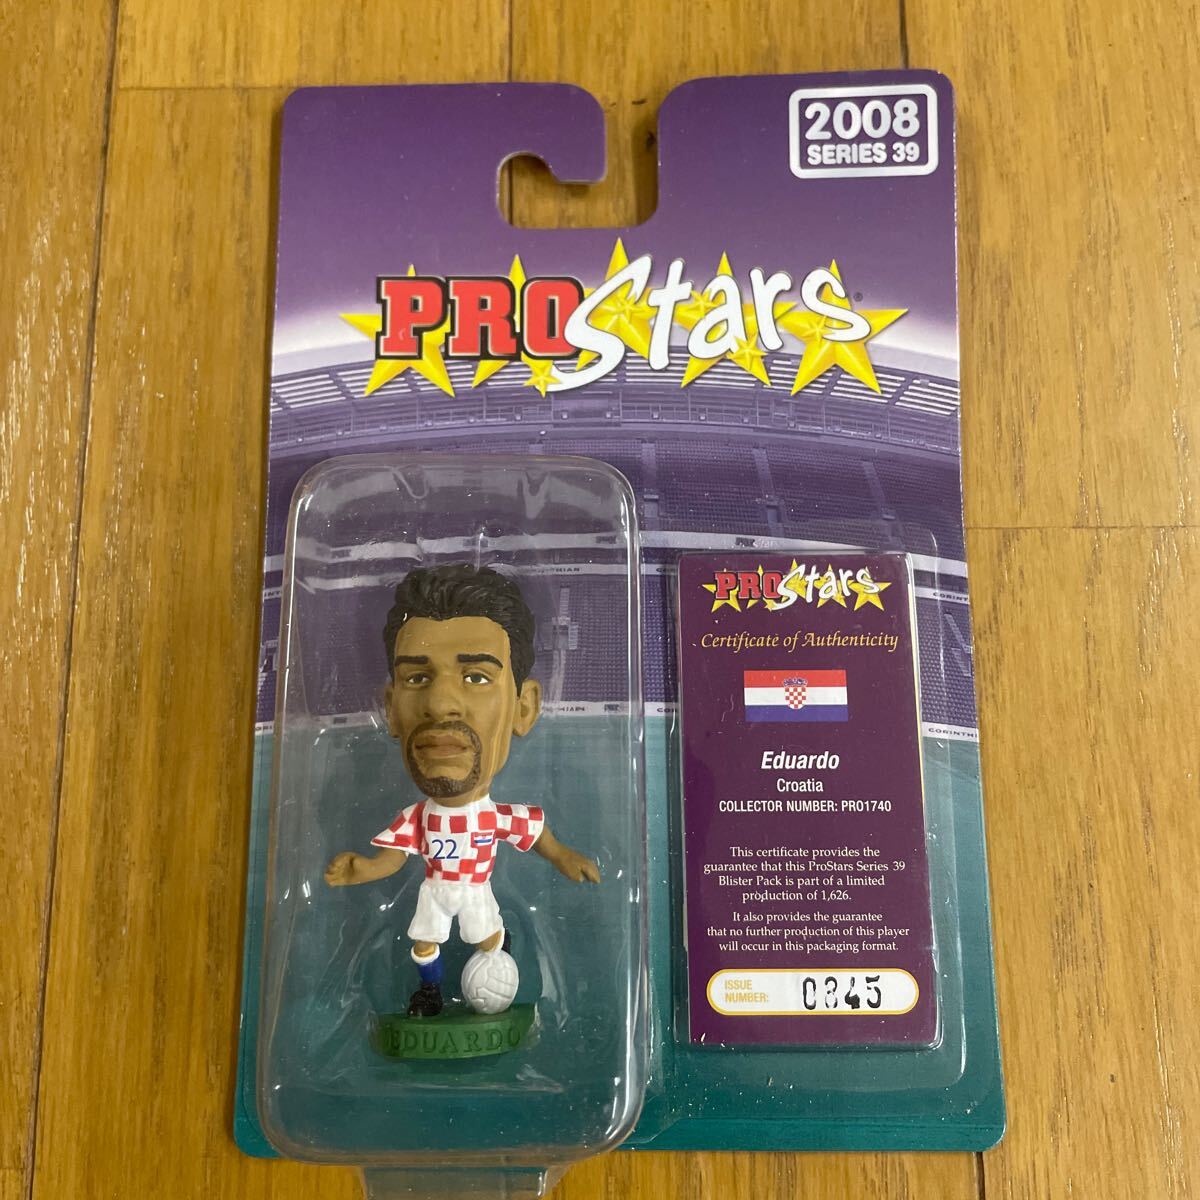 2008
SERIES 39
PROStars®
PROStars
Certificate of Authenticity
Eduardo
Croatia
COLLECTOR NUMBER: PRO1740
This certificate provides the
guarantee that this ProStars Series 39
Blister Pack is part of a limited
production of 1,626.
It also provides the guarantee
that no further production of this player
will occur in this packaging format.
ISSUE
NUMBER:
0845
22
EDUARDO